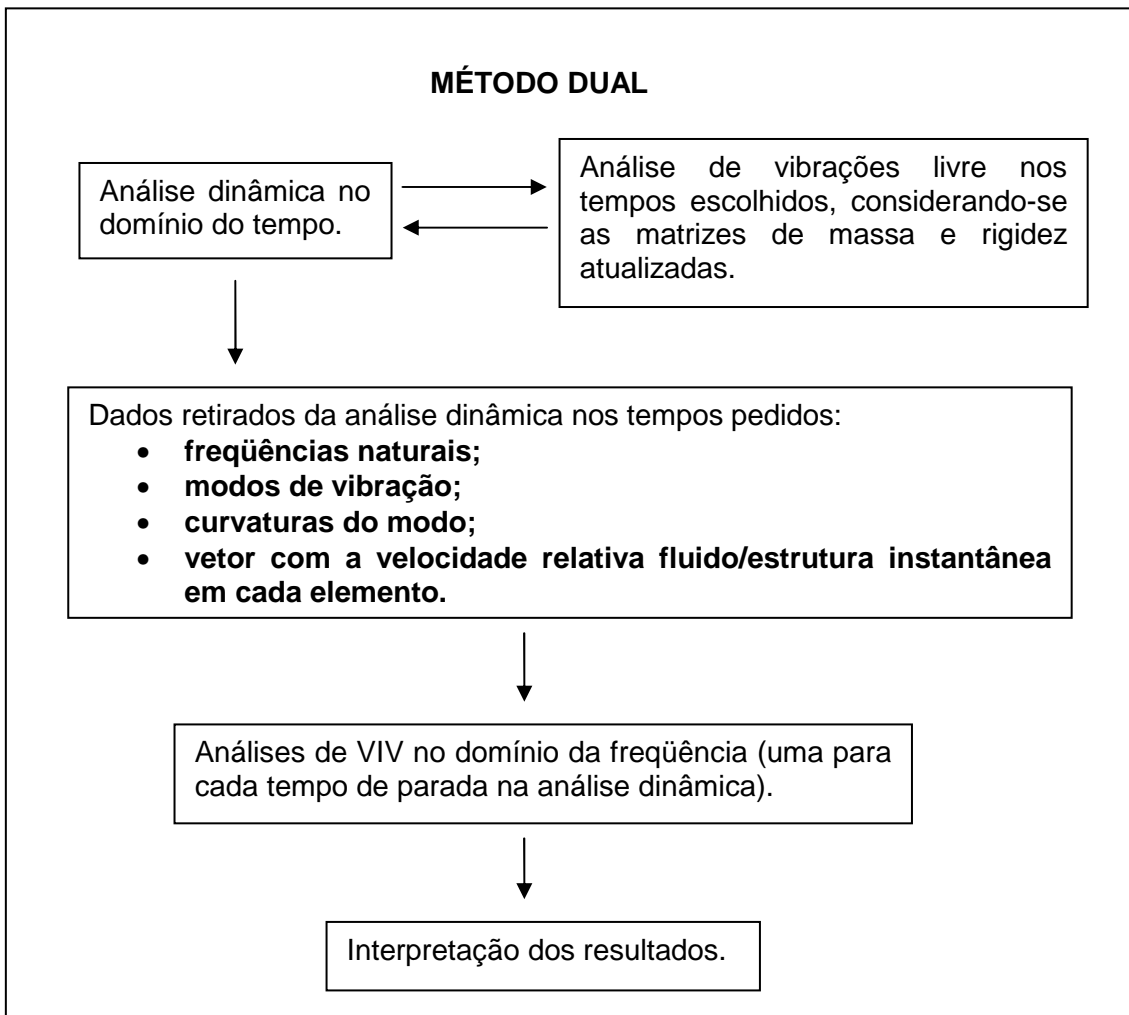 MÉTODO DUAL
Análise dinâmica no
domínio do tempo.
Análise de vibrações livre nos
tempos escolhidos, considerando-se
as matrizes de massa e rigidez
atualizadas.
Dados retirados da análise dinâmica nos tempos pedidos:
• freqüências naturais;
• modos de vibração;
• curvaturas do modo;
• vetor com a velocidade relativa fluido/estrutura instantânea
em cada elemento.
Análises de VIV no domínio da freqüência (uma para
cada tempo de parada na análise dinâmica).
Interpretação dos resultados.